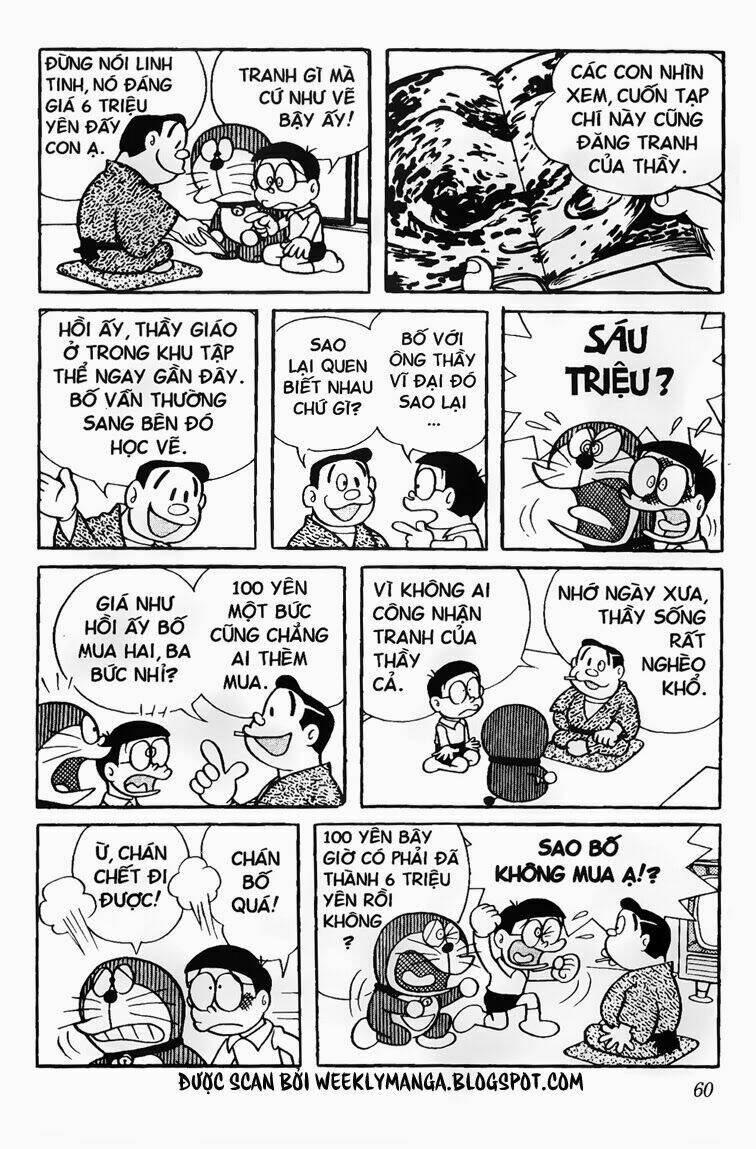 CÁC CON NHÌN
XEM, CUỐN TẠP
CHÍ NÀY CŨNG
ĐĂNG TRANH
CỦA THẦY.
TRANH GÌ MÀ
CỨ NHƯ VẼ
BẬY ẤY!
ĐỪNG NÓI LINH
TINH, NÓ ĐÁNG
GIÁ 6 TRIỆU
YÊN ĐẤY
CON Ạ.
SÁU
TRIỆU?
BỐ VỚI
ÔNG THẦY
VĨ ĐẠI ĐÓ
SAO LẠI
...
SAO
LẠI QUEN
BIẾT NHAU
CHỨ GÌ?
HỒI ẤY, THẦY GIÁO
Ở TRONG KHU TẬP
THỂ NGAY GẦN ĐÂY.
BỐ VẪN THƯỜNG
SANG BÊN ĐÓ
HỌC VẼ.
NHỚ NGÀY XƯA,
THẦY SỐNG
RẤT
NGHÈO
KHỔ.
VÌ KHÔNG AI
CÔNG NHẬN
TRANH CỦA
THẦY
CẢ.
100 YÊN
MỘT BỨC
CŨNG CHẲNG
AI THÈM
MUA.
GIÁ NHƯ
HỒI ẤY BỐ
MUA HAI, BA
BỨC NHỈ?
SAO BỐ
KHÔNG MUA Ạ!?
100 YÊN BÂY
GIỜ CÓ PHẢI ĐÃ
THÀNH 6 TRIỆU
YÊN RỒI
KHÔNG
?
CHÁN
BỐ
QUÁ!
Ừ, CHÁN
CHẾT ĐI
ĐƯỢC!
ĐƯỢC SCAN BỞI WEEKLYMANGA.BLOGSPOT.COM
60